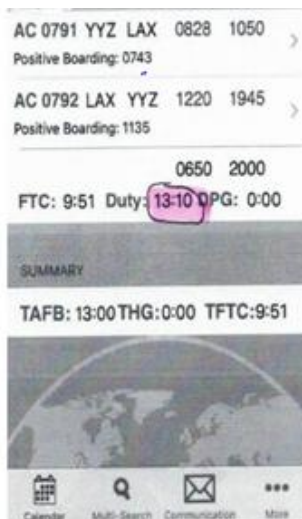 AC 0791 YYZ LAX 0828 1050
Positive Boarding: 0743
AC 0792 LAX YYZ 1220 1945
Positive Boarding: 1135
0650 2000
FTC: 9:51 Duty: 13:10 DPG: 0:00
SUMMARY
TAFB: 13:00 THG:0:00 TFTC:9:51
Calendar Multi-Search Communication More